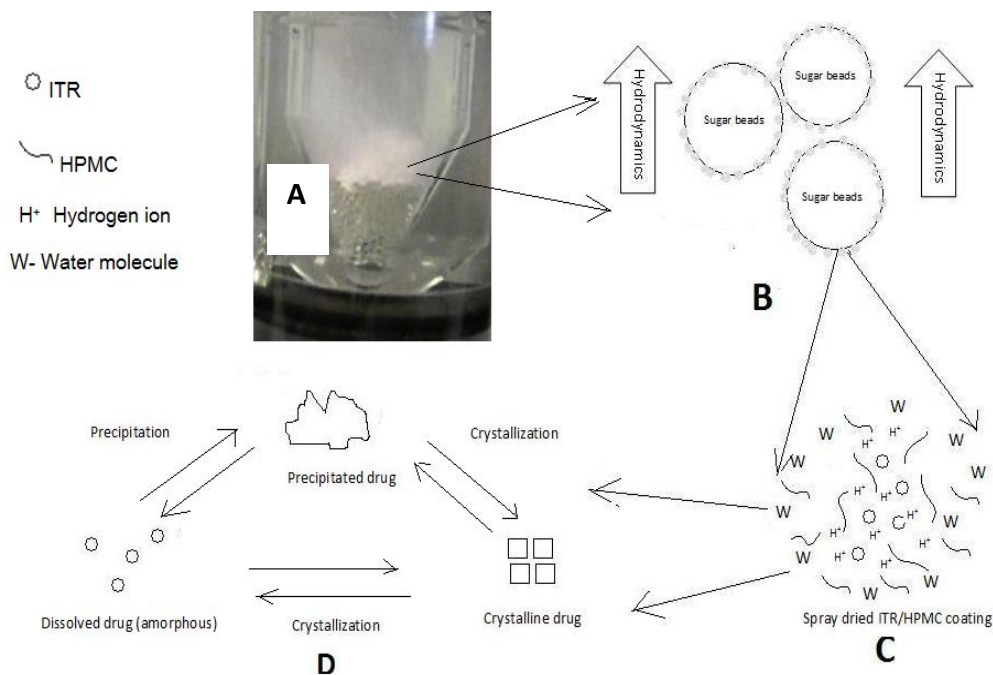 ITR
HPMC
H⁺ Hydrogen ion
W- Water molecule
A
Hydrodynamics
Sugar beads
Sugar beads
Sugar beads
Hydrodynamics
B
Precipitation
Precipitated drug
Crystallization
Dissolved drug (amorphous)
Crystallization
Crystalline drug
D
W
W
H⁺
W
H⁺
W
W
H⁺
H⁺
H⁺
W
H⁺
W
H⁺
H⁺
W
H⁺
H⁺
W
W
Spray dried ITR/HPMC coating
C